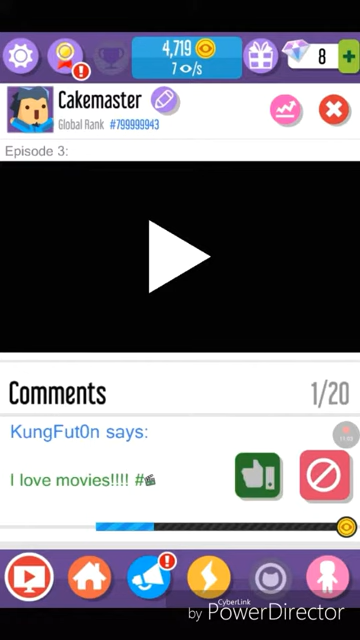 4,719
7 /s
8
Cakemaster
Global Rank #799999943
Episode 3:
Comments 1/20
KungFut0n says:
I love movies!!!! #
CyberLink
by PowerDirector